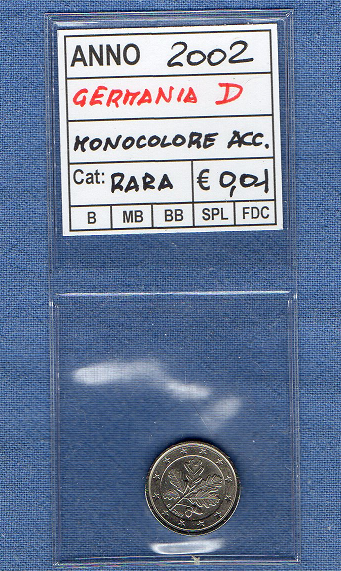 ANNO 2002
GERMANIA D
MONOCOLORE ACC.
Cat: RARA € 0,01
B MB BB SPL FDC